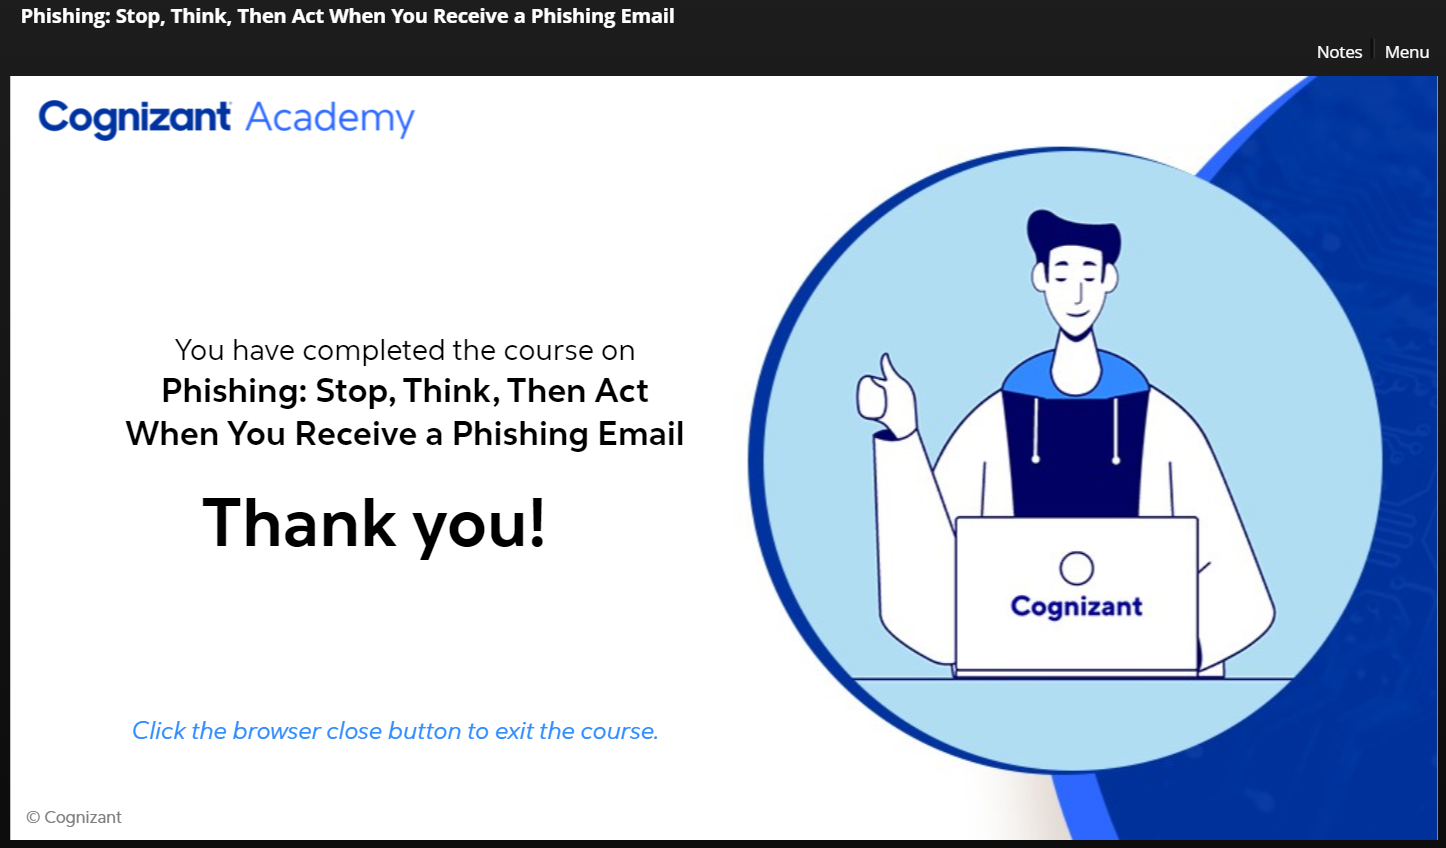 Phishing: Stop, Think, Then Act When You Receive a Phishing Email
Notes
Menu
Cognizant Academy
You have completed the course on
Phishing: Stop, Think, Then Act
When You Receive a Phishing Email
Thank you!
Cognizant
Click the browser close button to exit the course.
© Cognizant